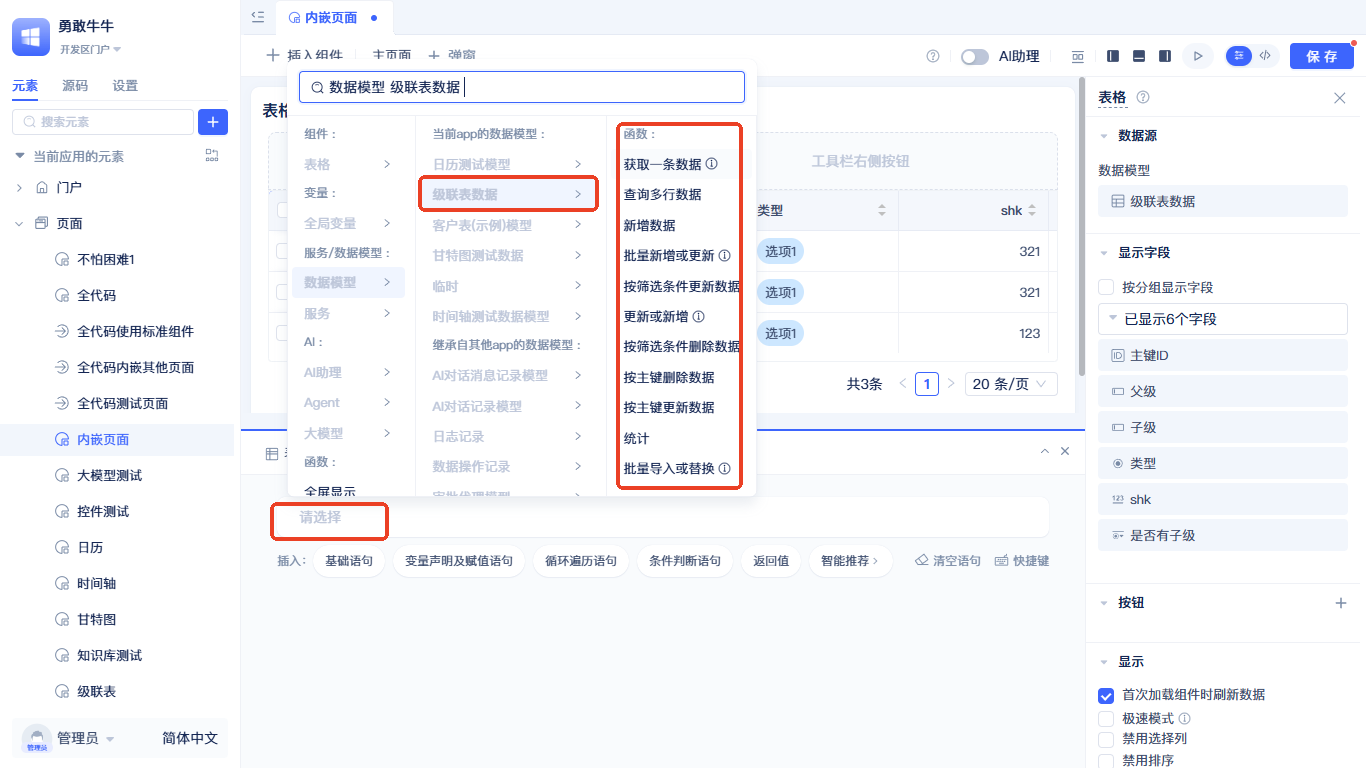 勇敢牛牛
开发区门户
元素
源码
设置
搜索元素
当前应用的元素
门户
页面
不怕困难1
全代码
全代码使用标准组件
全代码内嵌其他页面
全代码测试页面
内嵌页面
大模型测试
控件测试
日历
时间轴
甘特图
知识库测试
级联表
管理员
管理员
简体中文
内嵌页面
插入组件
主页面
弹窗
AI助理
保存
数据模型 级联表数据
组件：
表格
变量：
全局变量
服务/数据模型：
数据模型
服务
AI：
AI助理
Agent
大模型
函数：
全屏显示
当前app的数据模型：
日历测试模型
级联表数据
客户表(示例)模型
甘特图测试数据
临时
时间轴测试数据模型
继承自其他app的数据模型：
AI对话消息记录模型
AI对话记录模型
日志记录
数据操作记录
审批代理模型
函数：
获取一条数据
查询多行数据
新增数据
批量新增或更新
按筛选条件更新数据
更新或新增
按筛选条件删除数据
按主键删除数据
按主键更新数据
统计
批量导入或替换
表格
工具栏右侧按钮
类型
shk
选项1
321
选项1
321
选项1
123
共3条
1
20 条/页
请选择
插入：
基础语句
变量声明及赋值语句
循环遍历语句
条件判断语句
返回值
智能推荐
清空语句
快捷键
表格
数据源
数据模型
级联表数据
显示字段
按分组显示字段
已显示6个字段
主键ID
父级
子级
类型
shk
是否有子级
按钮
显示
首次加载组件时刷新数据
极速模式
禁用选择列
禁用排序